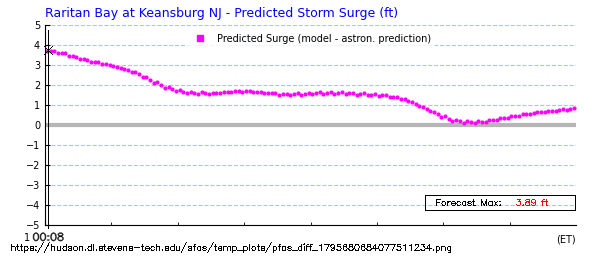 Raritan Bay at Keansburg NJ - Predicted Storm Surge (ft)
5
Predicted Surge (model - astron. prediction)
4
3
2
1
0
−1
−2
−3
−4
Forecast Max: 3.89 ft
−5
1 00:08
(ET)
https://hudson.dl.stevens-tech.edu/sfas/temp_plots/pfas_diff_1795680684077511234.png